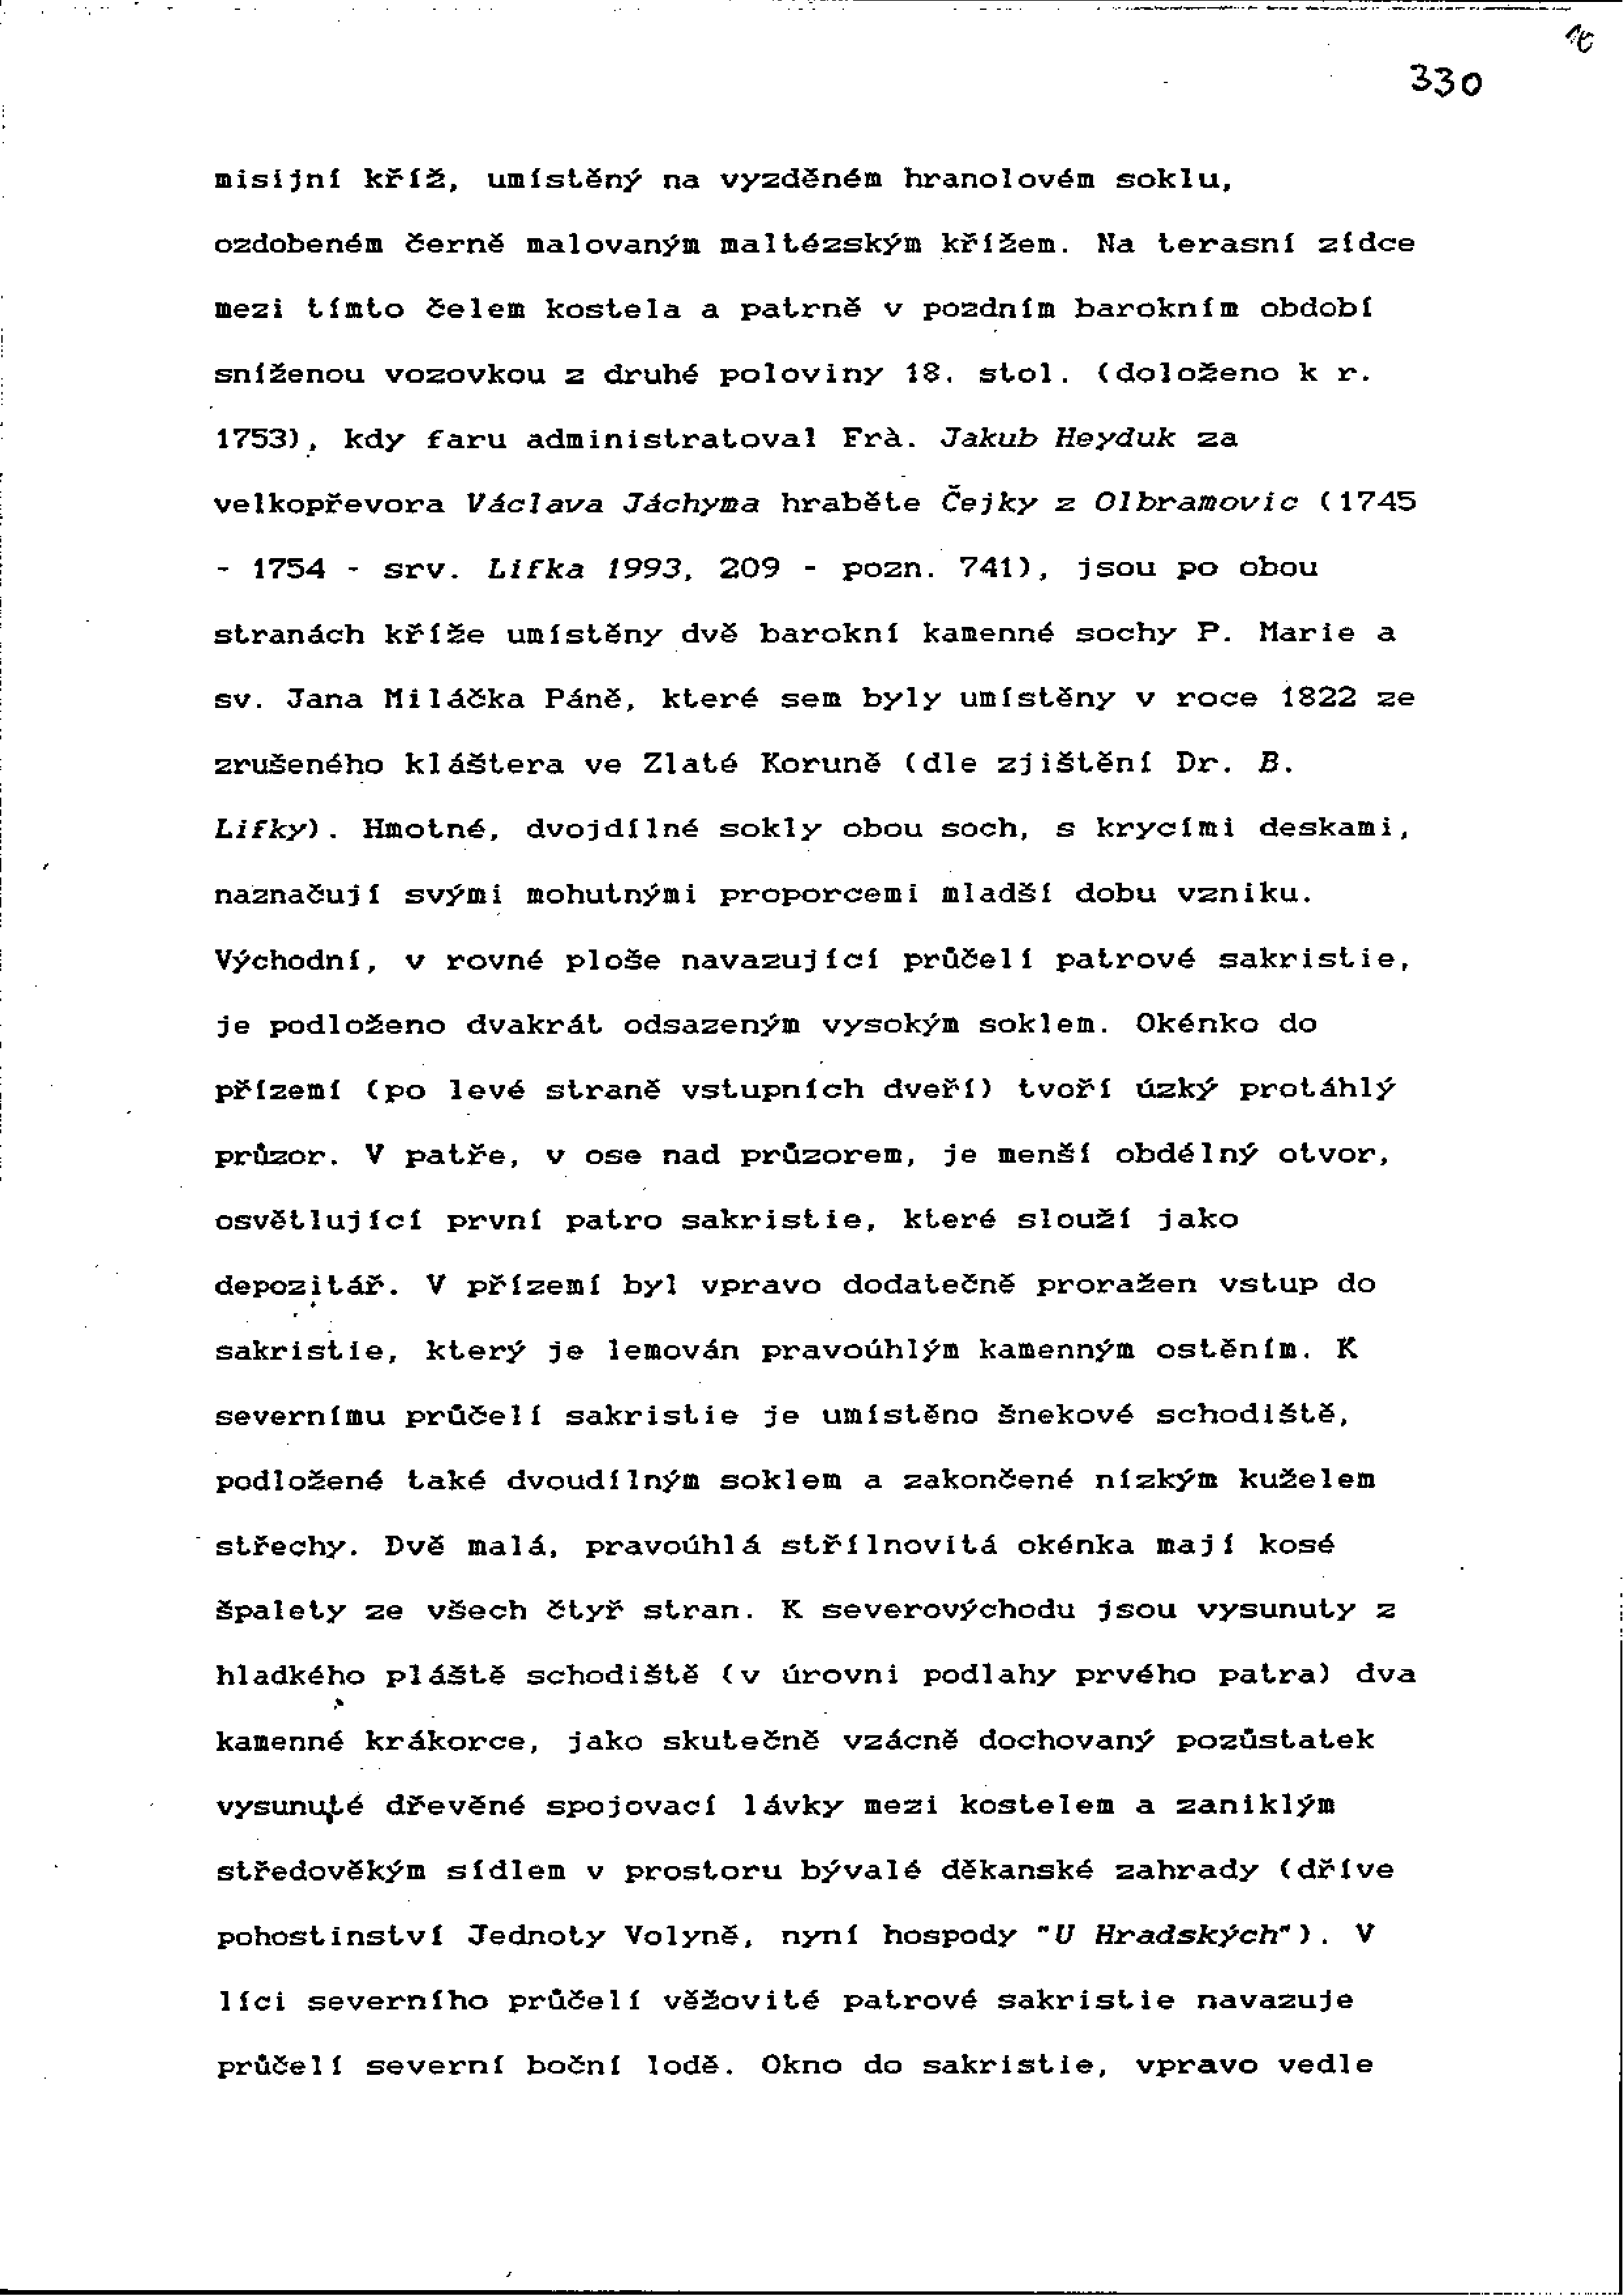 330
misijní kříž, umístěný na vyzděném hranolovém soklu,
ozdobeném černě malovaným maltézským křížem. Na terasní zídce
mezi tímto čelem kostela a patrně v pozdním barokním období
sníženou vozovkou z druhé poloviny 18. stol. (doloženo k r.
1753), kdy faru administratoval Frà. Jakub Heyduk za
velkopřevora Václava Jáchyma hraběte Čejky z Olbramovic (1745
- 1754 - srv. Lifka 1993, 209 - pozn. 741), jsou po obou
stranách kříže umístěny dvě barokní kamenné sochy P. Marie a
sv. Jana Miláčka Páně, které sem byly umístěny v roce 1822 ze
zrušeného kláštera ve Zlaté Koruně (dle zjištění Dr. B.
Lifky). Hmotné, dvojdílné sokly obou soch, s krycími deskami,
naznačují svými mohutnými proporcemi mladší dobu vzniku.
Východní, v rovné ploše navazující průčelí patrové sakristie,
je podloženo dvakrát odsazeným vysokým soklem. Okénko do
přízemí (po levé straně vstupních dveří) tvoří úzký protáhlý
průzor. V patře, v ose nad průzorem, je menší obdélný otvor,
osvětlující první patro sakristie, které slouží jako
depozitář. V přízemí byl vpravo dodatečně proražen vstup do
sakristie, který je lemován pravoúhlým kamenným ostěním. K
severnímu průčelí sakristie je umístěno šnekové schodiště,
podložené také dvoudílným soklem a zakončené nízkým kuželem
střechy. Dvě malá, pravoúhlá střílnovitá okénka mají kosé
špalety ze všech čtyř stran. K severovýchodu jsou vysunuty z
hladkého pláště schodiště (v úrovni podlahy prvého patra) dva
kamenné krákorce, jako skutečně vzácně dochovaný pozůstatek
vysunuté dřevěné spojovací lávky mezi kostelem a zaniklým
středověkým sídlem v prostoru bývalé děkanské zahrady (dříve
pohostinství Jednoty Volyně, nyní hospody "U Hradských"). V
líci severního průčelí věžovité patrové sakristie navazuje
průčelí severní boční lodě. Okno do sakristie, vpravo vedle